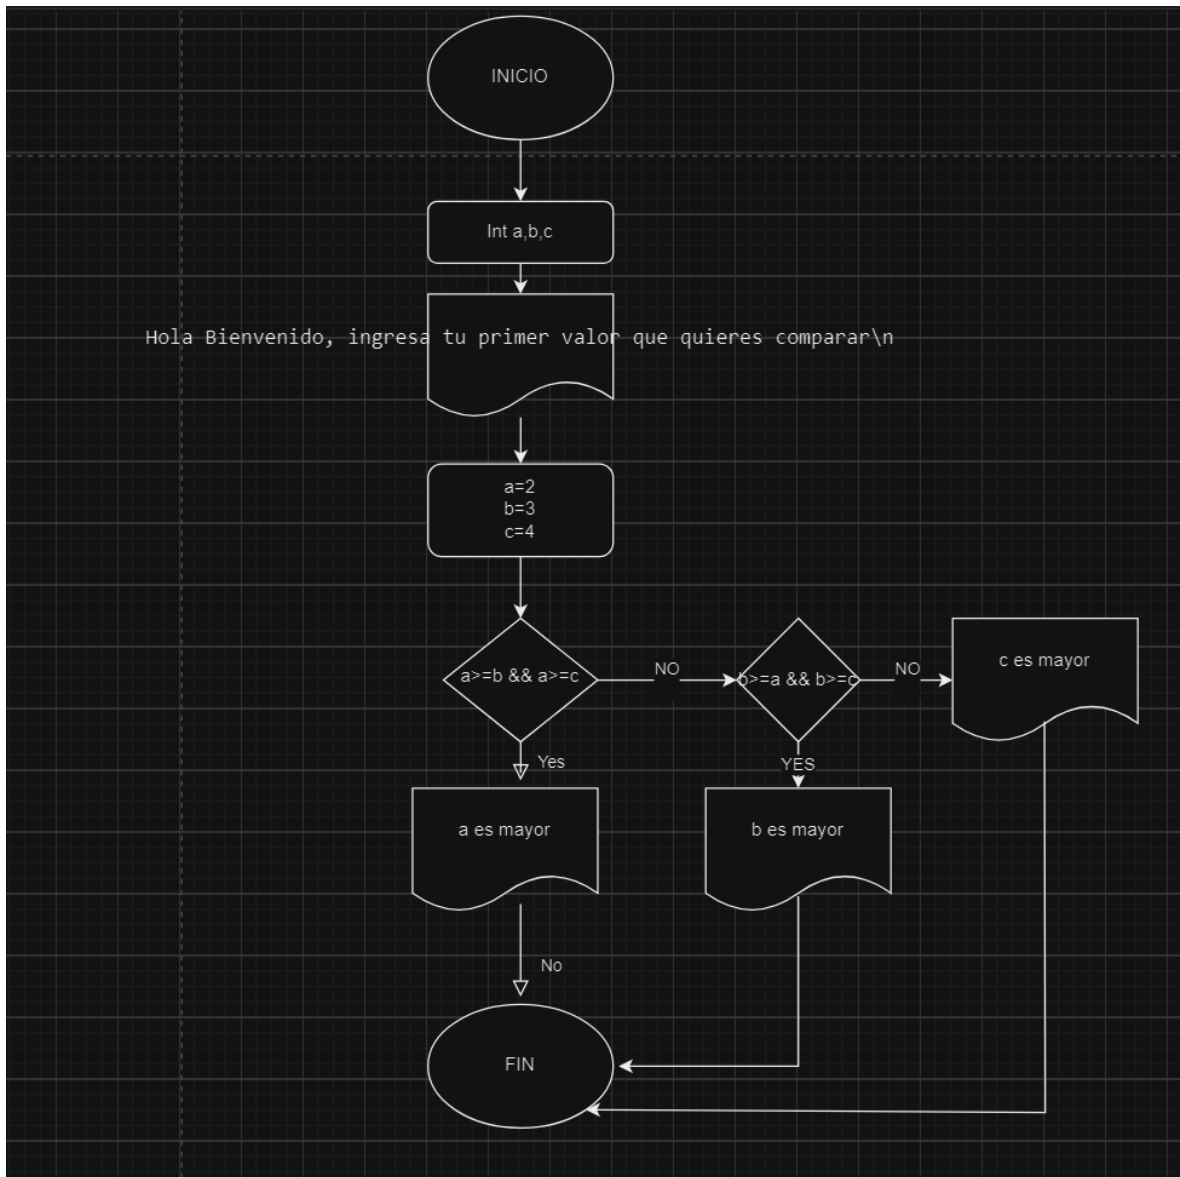 INICIO
Int a,b,c
Hola Bienvenido, ingresa tu primer valor que quieres comparar\n
a=2
b=3
c=4
a>=b && a>=c
NO
b>=a && b>=c
NO
c es mayor
Yes
YES
a es mayor
b es mayor
No
FIN